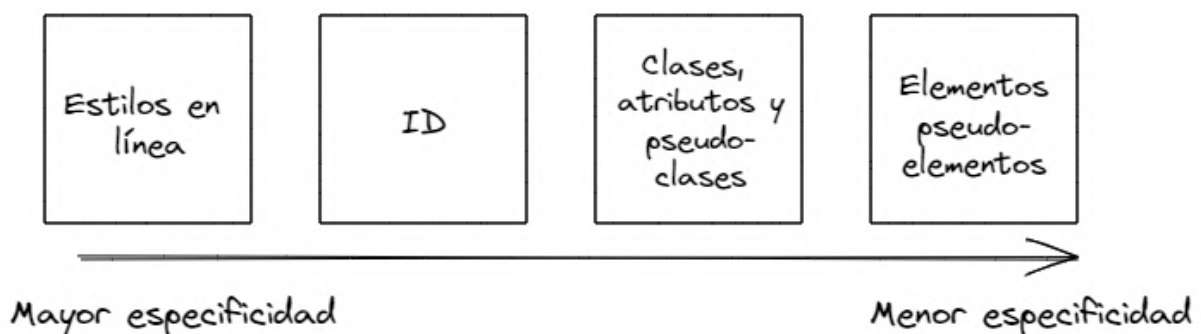 Estilos en
línea
ID
Clases,
atributos y
pseudo-
clases
Elementos
pseudo-
elementos
Mayor especificidad
Menor especificidad